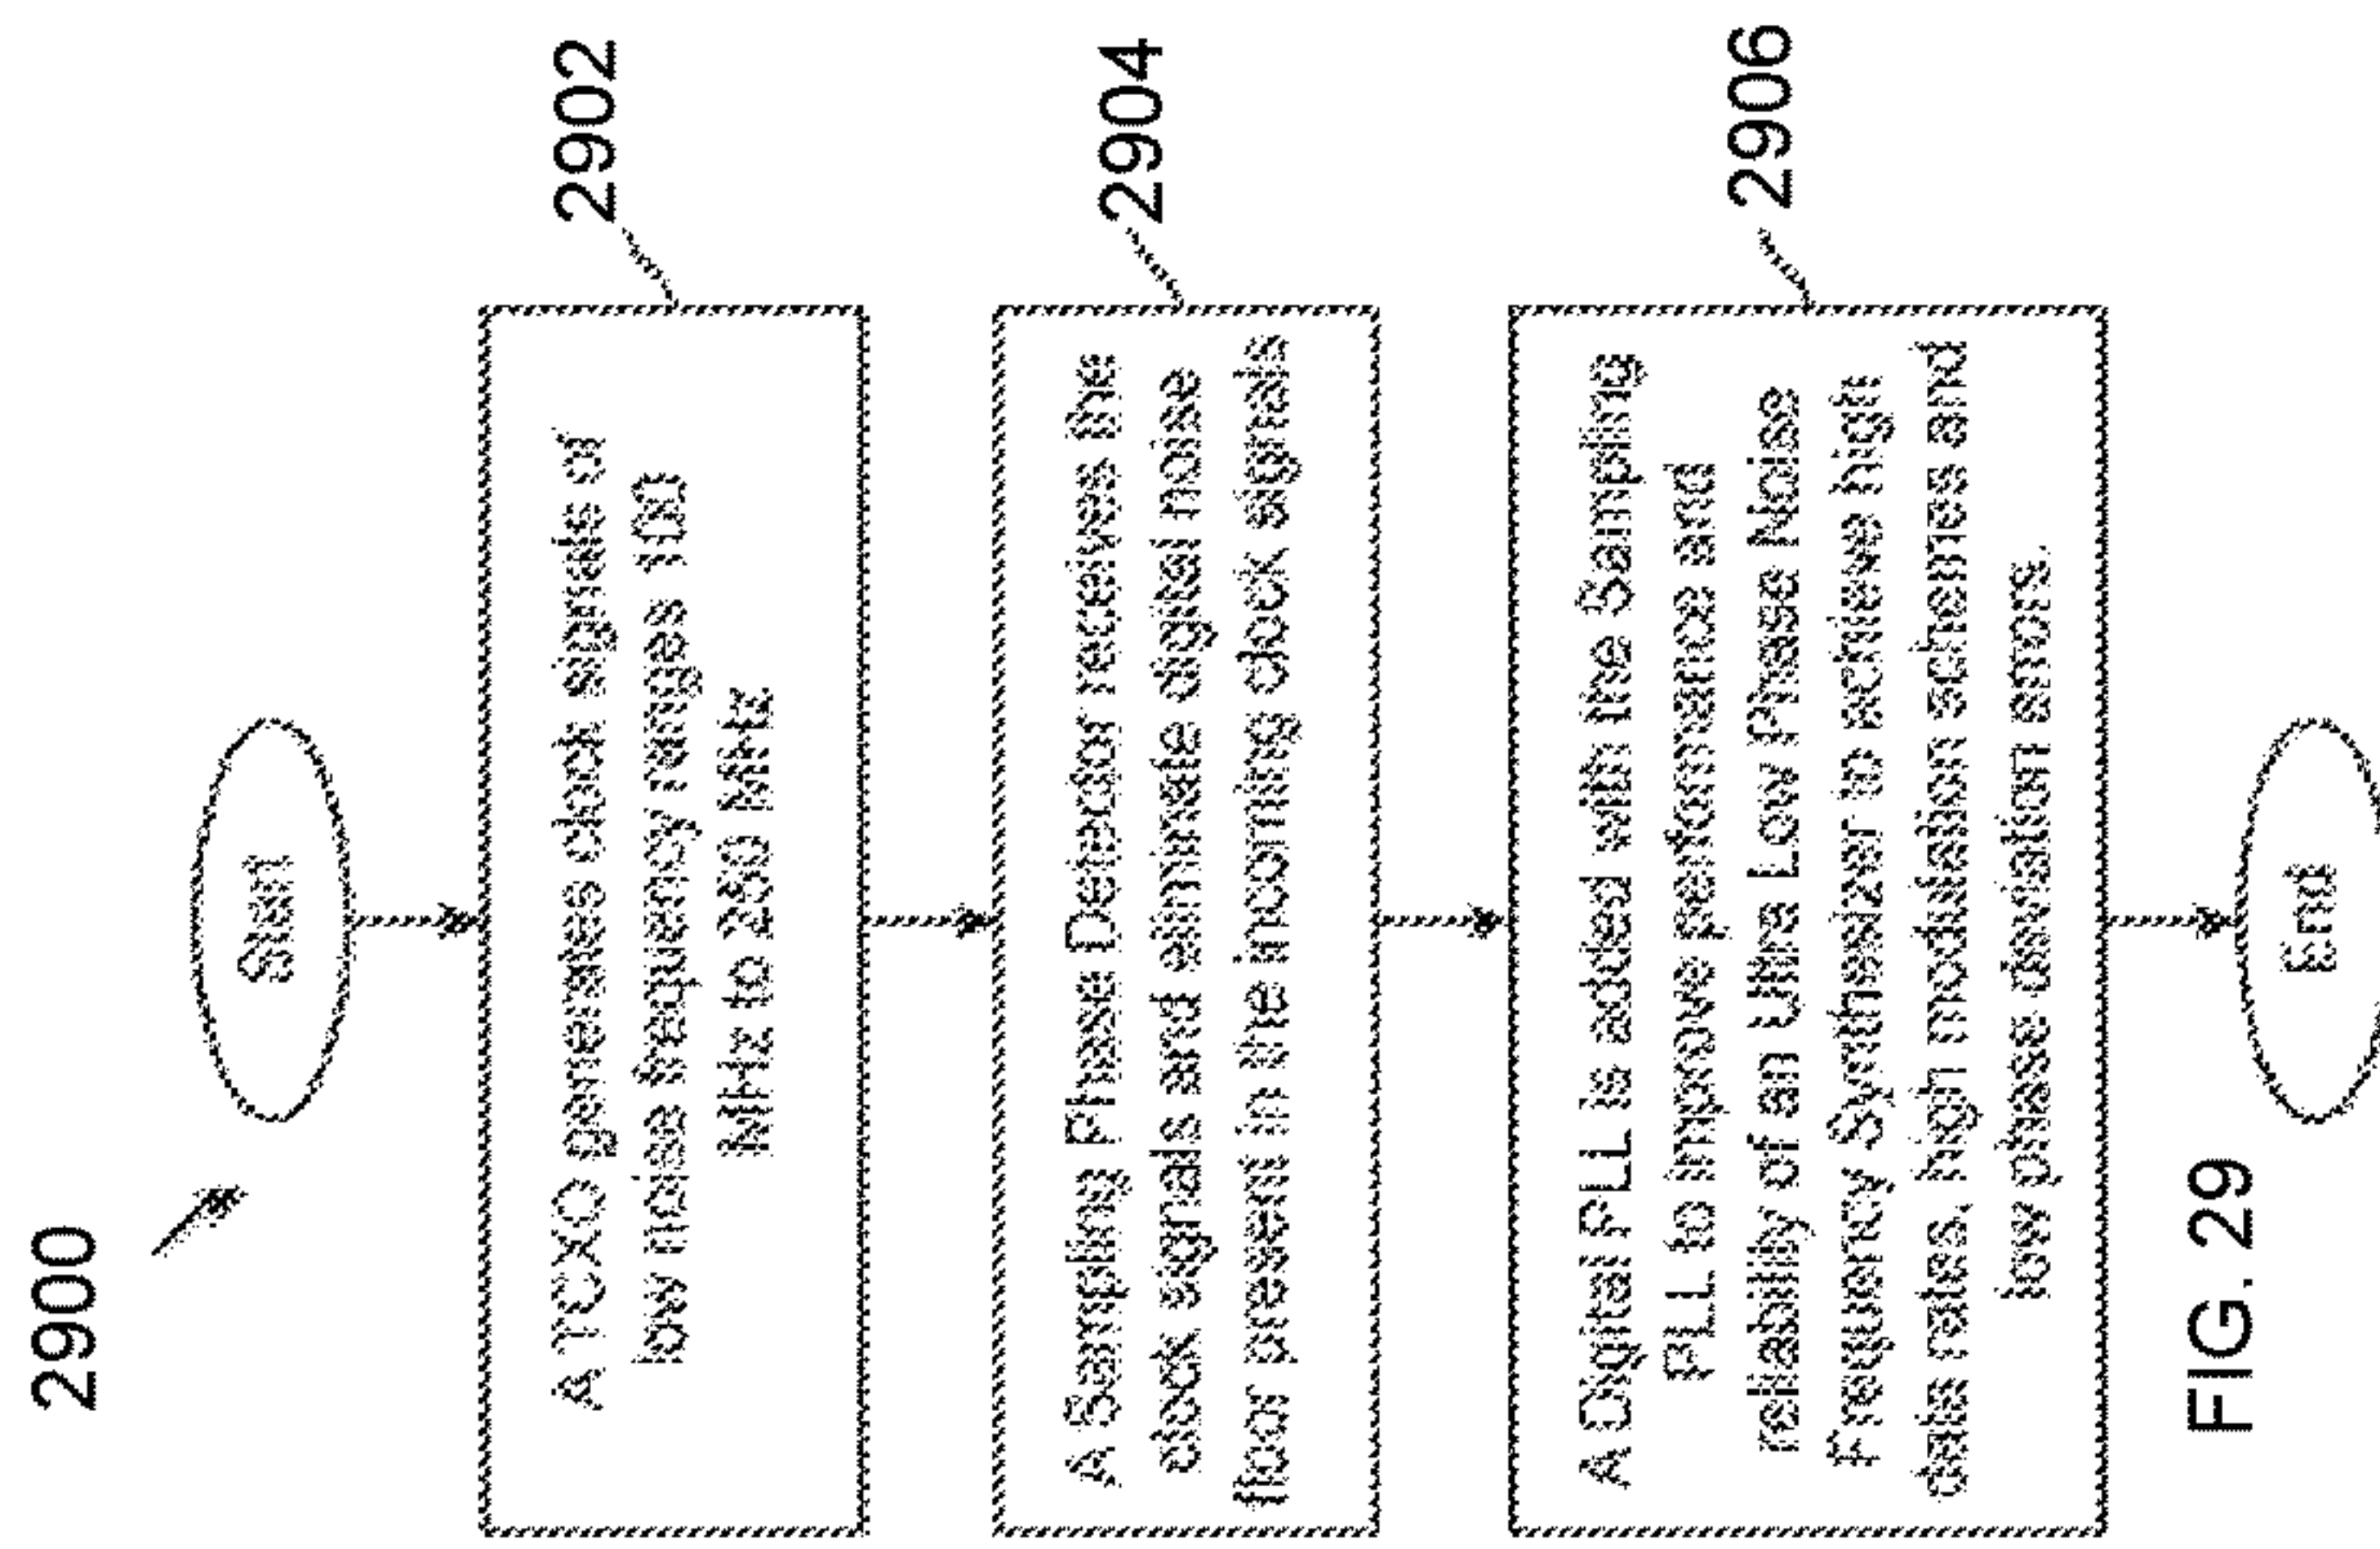 2900
Start
A TCXO generates clock signals of
low noise frequency ranges 100
MHz to 250 MHz
2902
A Sampling Phase Detector receives the
clock signals and eliminate digital noise
floor present in the incoming clock signals
2904
A Digital PLL is added with the Sampling
PLL to improve performance and
reliability of an Ultra Low Phase Noise
Frequency Synthesizer to achieve high
data rates, high modulation schemes and
low phase deviation errors.
2906
End
FIG. 29